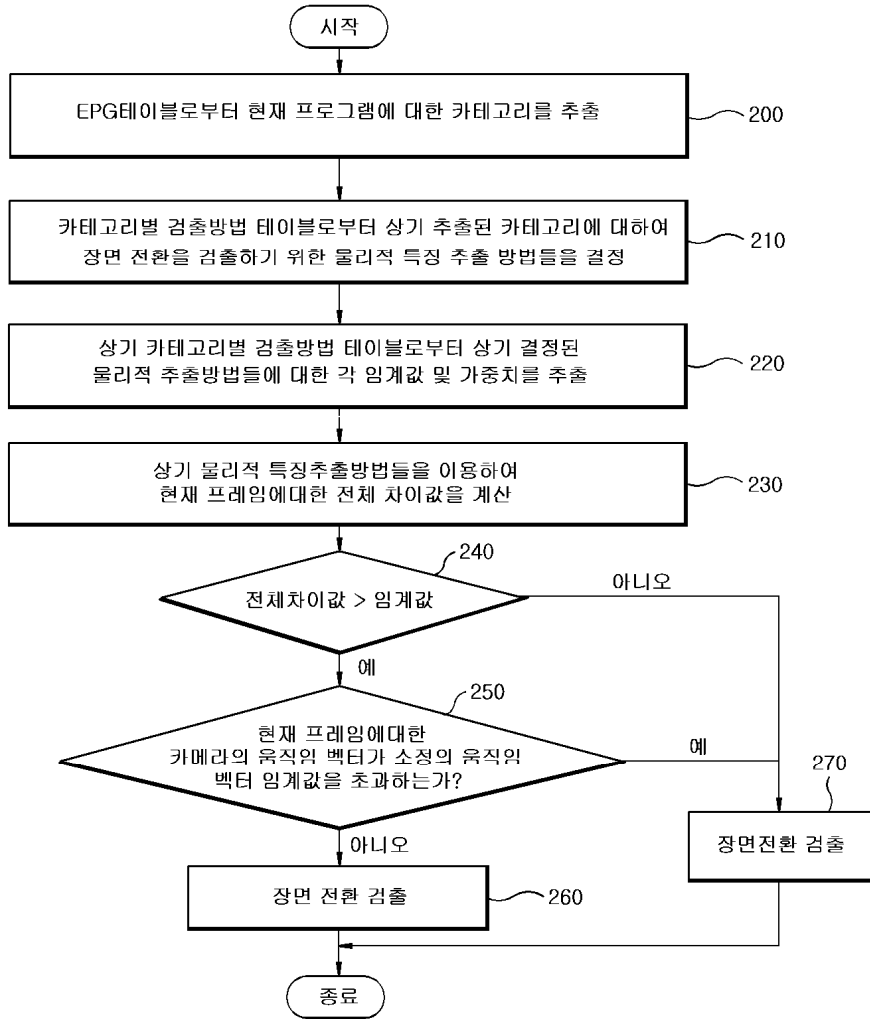 시작
EPG테이블로부터 현재 프로그램에 대한 카테고리를 추출
200
카테고리별 검출방법 테이블로부터 상기 추출된 카테고리에 대하여
장면 전환을 검출하기 위한 물리적 특징 추출 방법들을 결정
210
상기 카테고리별 검출방법 테이블로부터 상기 결정된
물리적 추출방법들에 대한 각 임계값 및 가중치를 추출
220
상기 물리적 특징추출방법들을 이용하여
현재 프레임에대한 전체 차이값을 계산
230
240
전체차이값 > 임계값
아니오
예
250
현재 프레임에대한
카메라의 움직임 벡터가 소정의 움직임
벡터 임계값을 초과하는가?
예
270
아니오
장면전환 검출
장면 전환 검출
260
종료